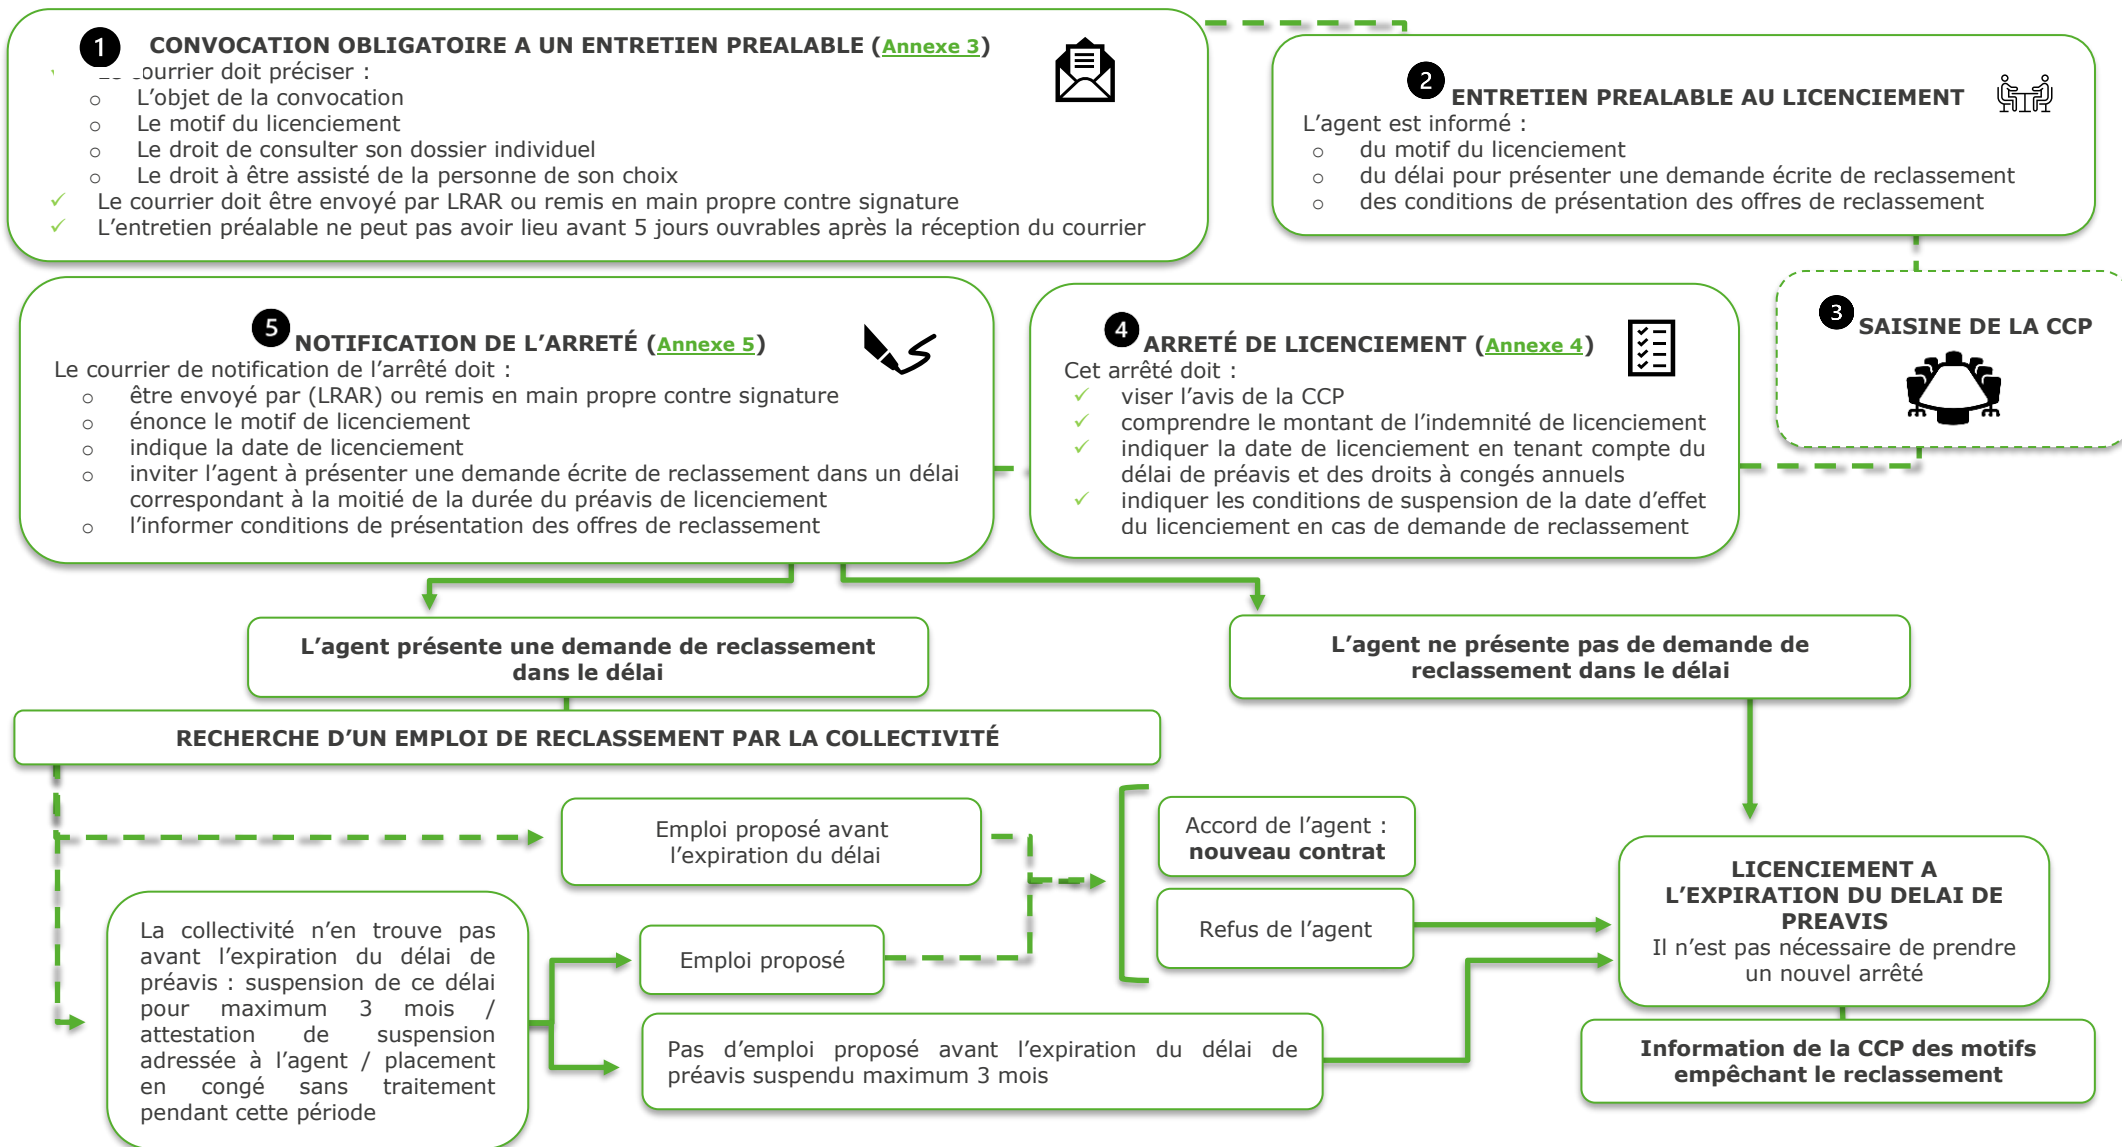 1 CONVOCATION OBLIGATOIRE A UN ENTRETIEN PREALABLE (Annexe 3)
courrier doit préciser :
o L’objet de la convocation
o Le motif du licenciement
o Le droit de consulter son dossier individuel
o Le droit à être assisté de la personne de son choix
✓ Le courrier doit être envoyé par LRAR ou remis en main propre contre signature
✓ L’entretien préalable ne peut pas avoir lieu avant 5 jours ouvrables après la réception du courrier
2 ENTRETIEN PREALABLE AU LICENCIEMENT
L’agent est informé :
o du motif du licenciement
o du délai pour présenter une demande écrite de reclassement
o des conditions de présentation des offres de reclassement
3 SAISINE DE LA CCP
4 ARRETÉ DE LICENCIEMENT (Annexe 4)
Cet arrêté doit :
✓ viser l’avis de la CCP
✓ comprendre le montant de l’indemnité de licenciement
✓ indiquer la date de licenciement en tenant compte du
délai de préavis et des droits à congés annuels
✓ indiquer les conditions de suspension de la date d’effet
du licenciement en cas de demande de reclassement
5 NOTIFICATION DE L’ARRETÉ (Annexe 5)
Le courrier de notification de l’arrêté doit :
o être envoyé par (LRAR) ou remis en main propre contre signature
o énonce le motif de licenciement
o indique la date de licenciement
o inviter l’agent à présenter une demande écrite de reclassement dans un délai
correspondant à la moitié de la durée du préavis de licenciement
o l’informer conditions de présentation des offres de reclassement
L’agent présente une demande de reclassement
dans le délai
L’agent ne présente pas de demande de
reclassement dans le délai
RECHERCHE D’UN EMPLOI DE RECLASSEMENT PAR LA COLLECTIVITÉ
Emploi proposé avant
l’expiration du délai
Accord de l’agent :
nouveau contrat
Refus de l’agent
La collectivité n’en trouve pas
avant l’expiration du délai de
préavis : suspension de ce délai
pour maximum 3 mois /
attestation de suspension
adressée à l’agent / placement
en congé sans traitement
pendant cette période
Emploi proposé
Pas d’emploi proposé avant l’expiration du délai de
préavis suspendu maximum 3 mois
LICENCIEMENT A
L’EXPIRATION DU DELAI DE
PREAVIS
Il n’est pas nécessaire de prendre
un nouvel arrêté
Information de la CCP des motifs
empêchant le reclassement